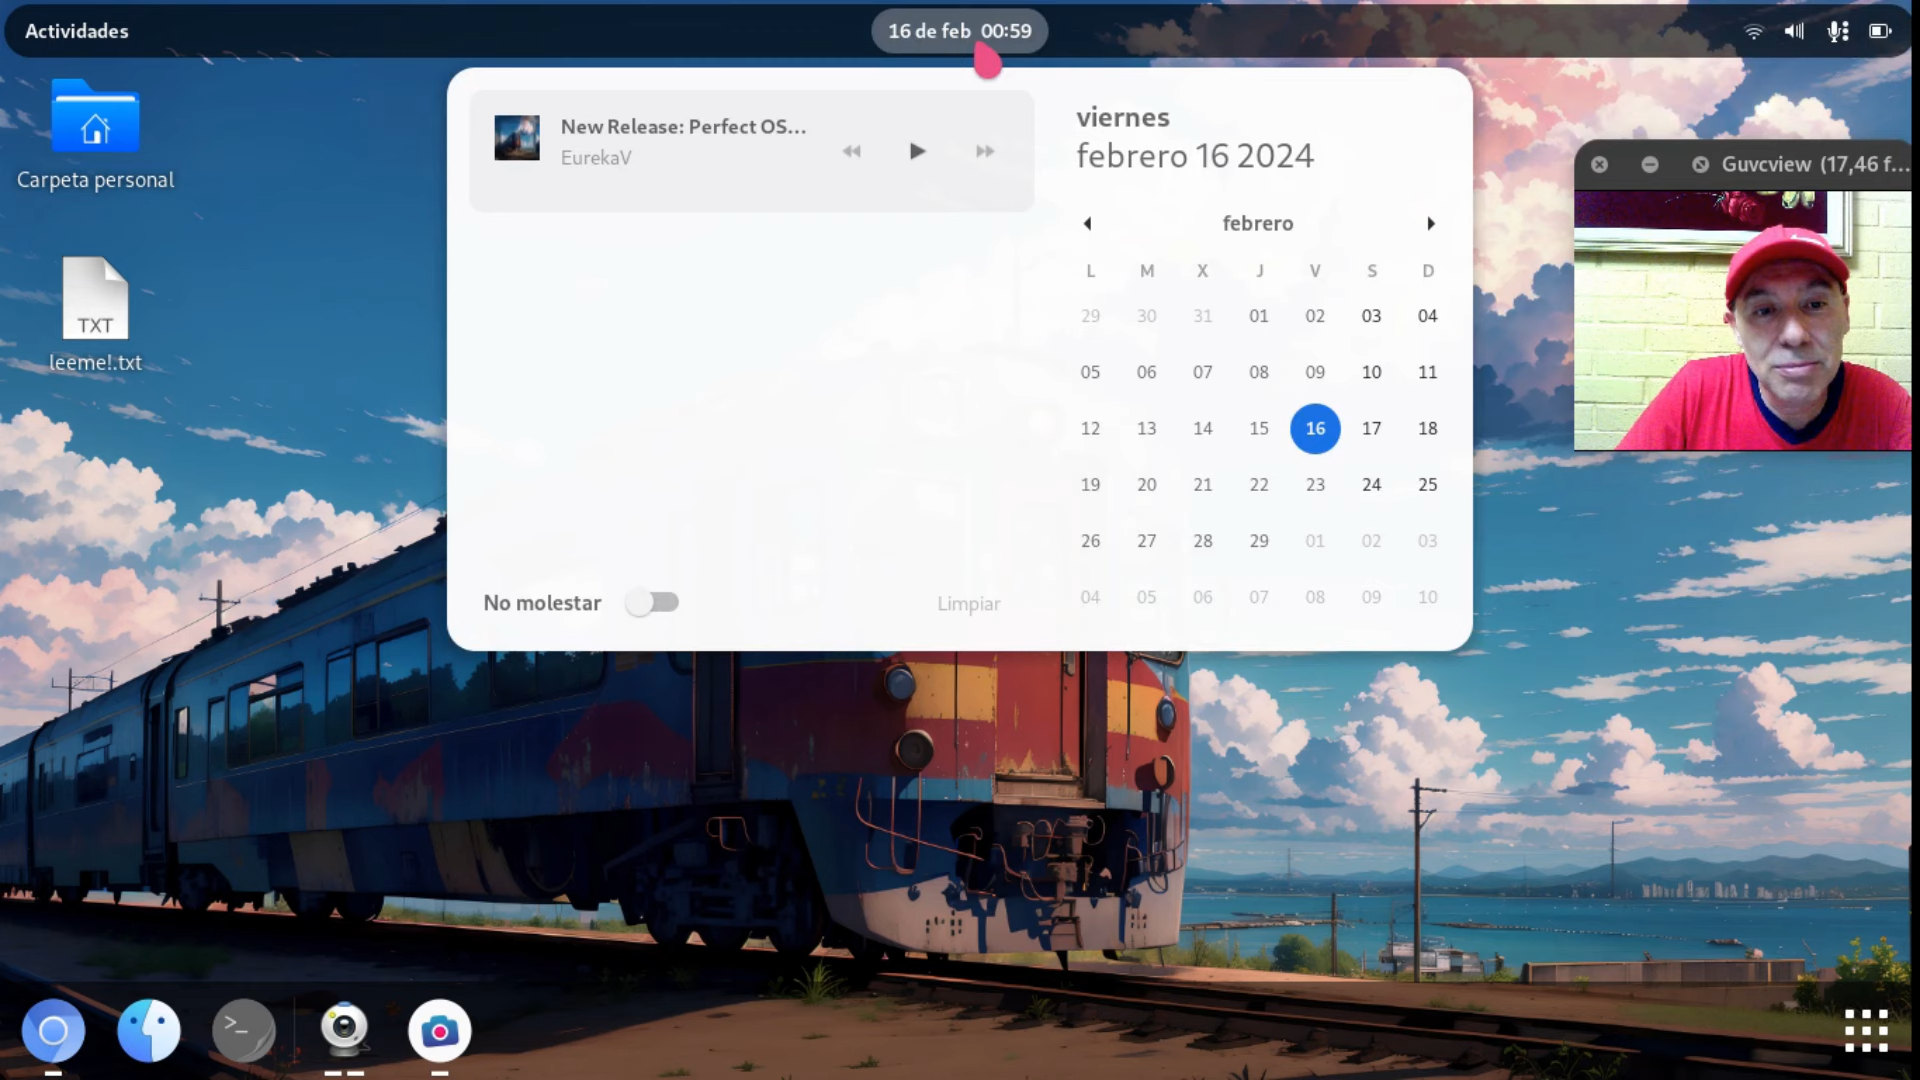 Actividades
16 de feb 00:59
Carpeta personal
TXT
leeme!.txt
New Release: Perfect OS...
EurekaV
No molestar
Limpiar
viernes
febrero 16 2024
febrero
L M X J V S D
29 30 31 01 02 03 04
05 06 07 08 09 10 11
12 13 14 15 16 17 18
19 20 21 22 23 24 25
26 27 28 29 01 02 03
04 05 06 07 08 09 10
Guvcview (17,46 f...
>_